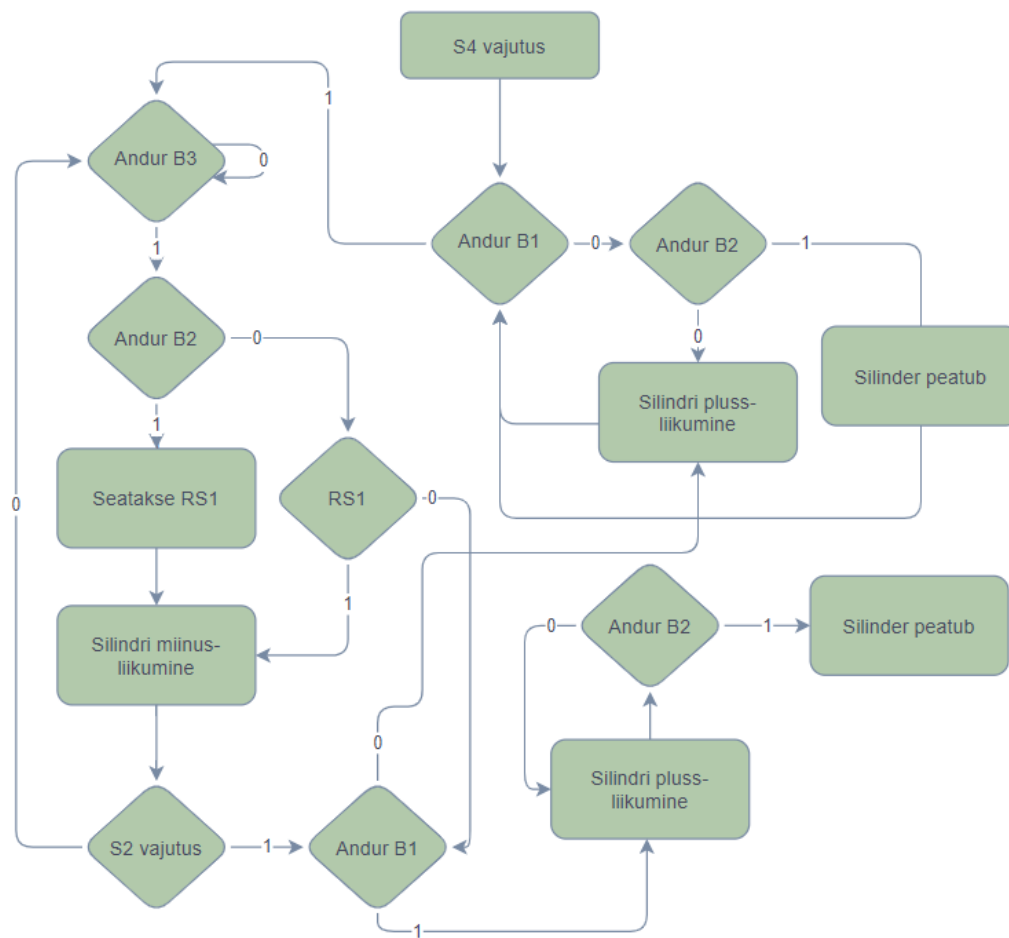 S4 vajutus
1
Andur B3
0
Andur B1
0
Andur B2
1
1
0
Andur B2
0
Silinder peatub
Silindri pluss-
liikumine
1
Seatakse RS1
RS1
0
0
1
Silindri miinus-
liikumine
0
Andur B2
1
Silinder peatub
0
Silindri pluss-
liikumine
S2 vajutus
1
Andur B1
1